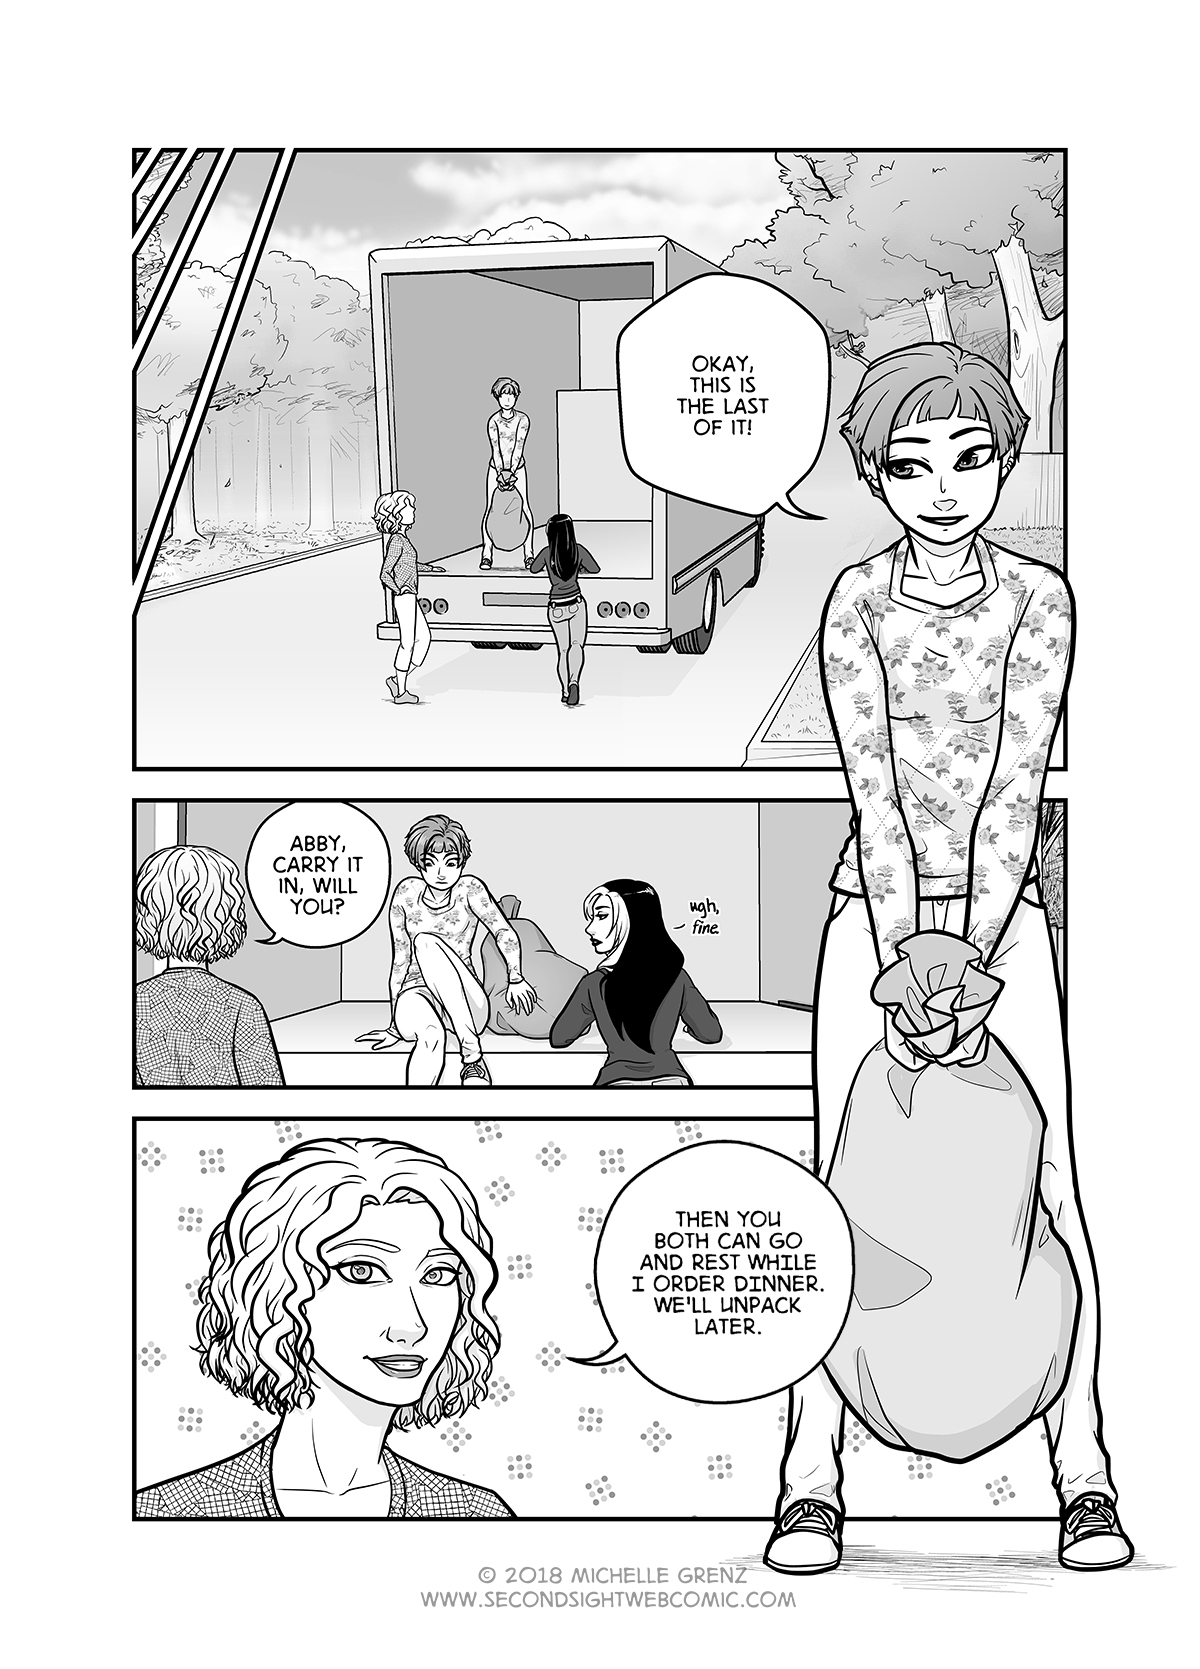 OKAY,
THIS IS
THE LAST
OF IT!
ABBY,
CARRY IT
IN, WILL
YOU?
ugh,
fine.
THEN YOU
BOTH CAN GO
AND REST WHILE
I ORDER DINNER.
WE'LL UNPACK
LATER.
© 2018 MICHELLE GRENZ
WWW.SECONDSIGHTWEBCOMIC.COM